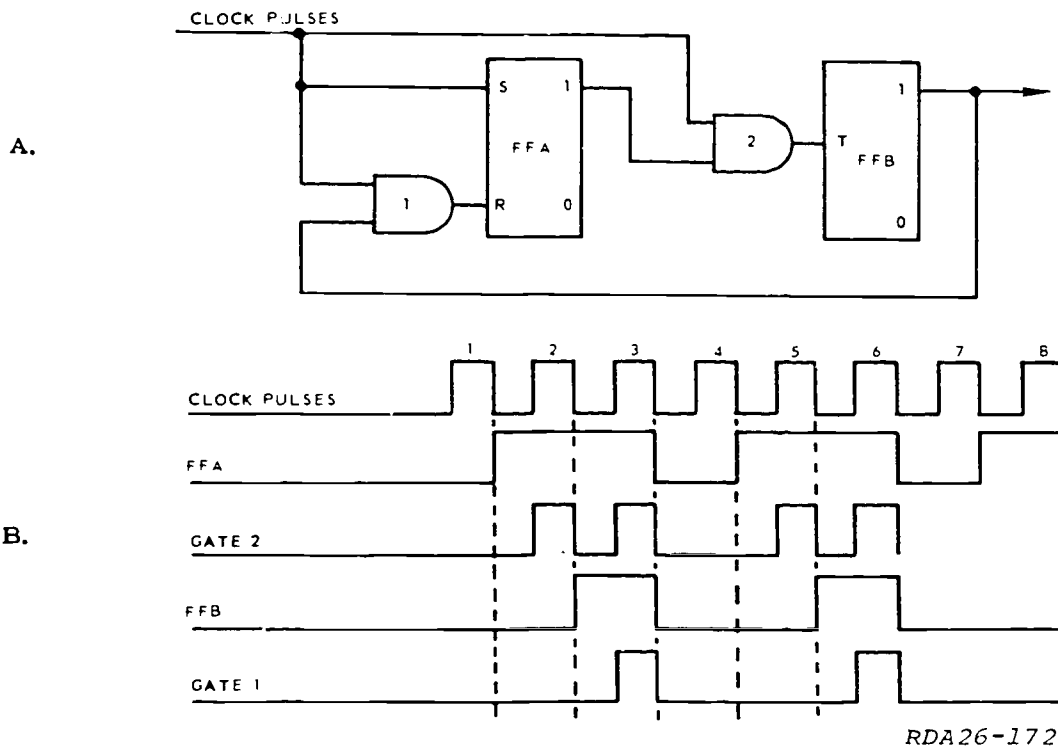 CLOCK PULSES
A.
S 1
FFA
R 0
1
2
1
T
FFB
0
1 2 3 4 5 6 7 8
CLOCK PULSES
FFA
B.
GATE 2
FFB
GATE 1
RDA26-172